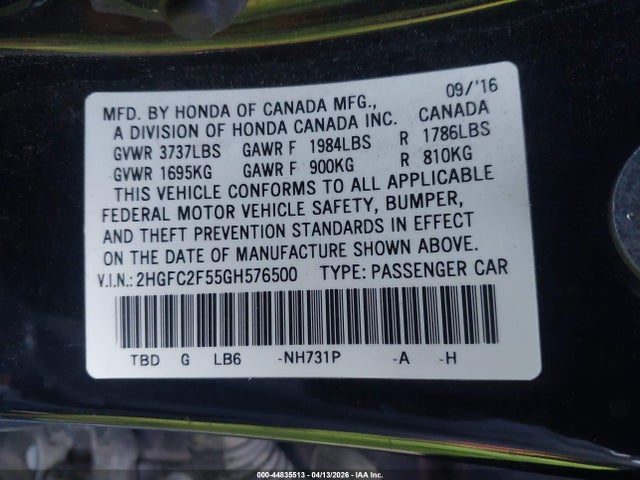 09/'16
MFD. BY HONDA OF CANADA MFG., CANADA
A DIVISION OF HONDA CANADA INC.
GVWR 3737LBS GAWR F 1984LBS R 1786LBS
GVWR 1695KG GAWR F 900KG R 810KG
THIS VEHICLE CONFORMS TO ALL APPLICABLE
FEDERAL MOTOR VEHICLE SAFETY, BUMPER,
AND THEFT PREVENTION STANDARDS IN EFFECT
ON THE DATE OF MANUFACTURE SHOWN ABOVE.
V.I.N.: 2HGFC2F55GH576500 TYPE: PASSENGER CAR
TBD G LB6 -NH731P -A -H
000-44835513 - 04/13/2026 - IAA Inc.